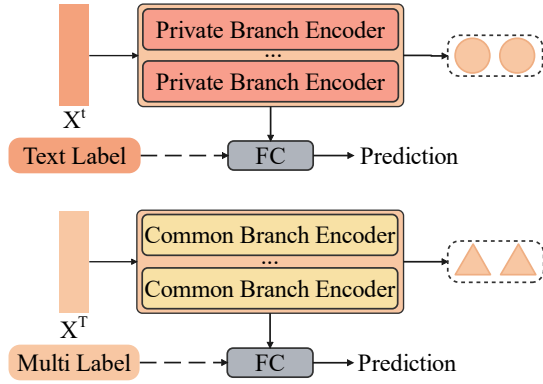 Private Branch Encoder
...
Private Branch Encoder
X^t
Text Label
FC
Prediction
Common Branch Encoder
...
Common Branch Encoder
X^T
Multi Label
FC
Prediction